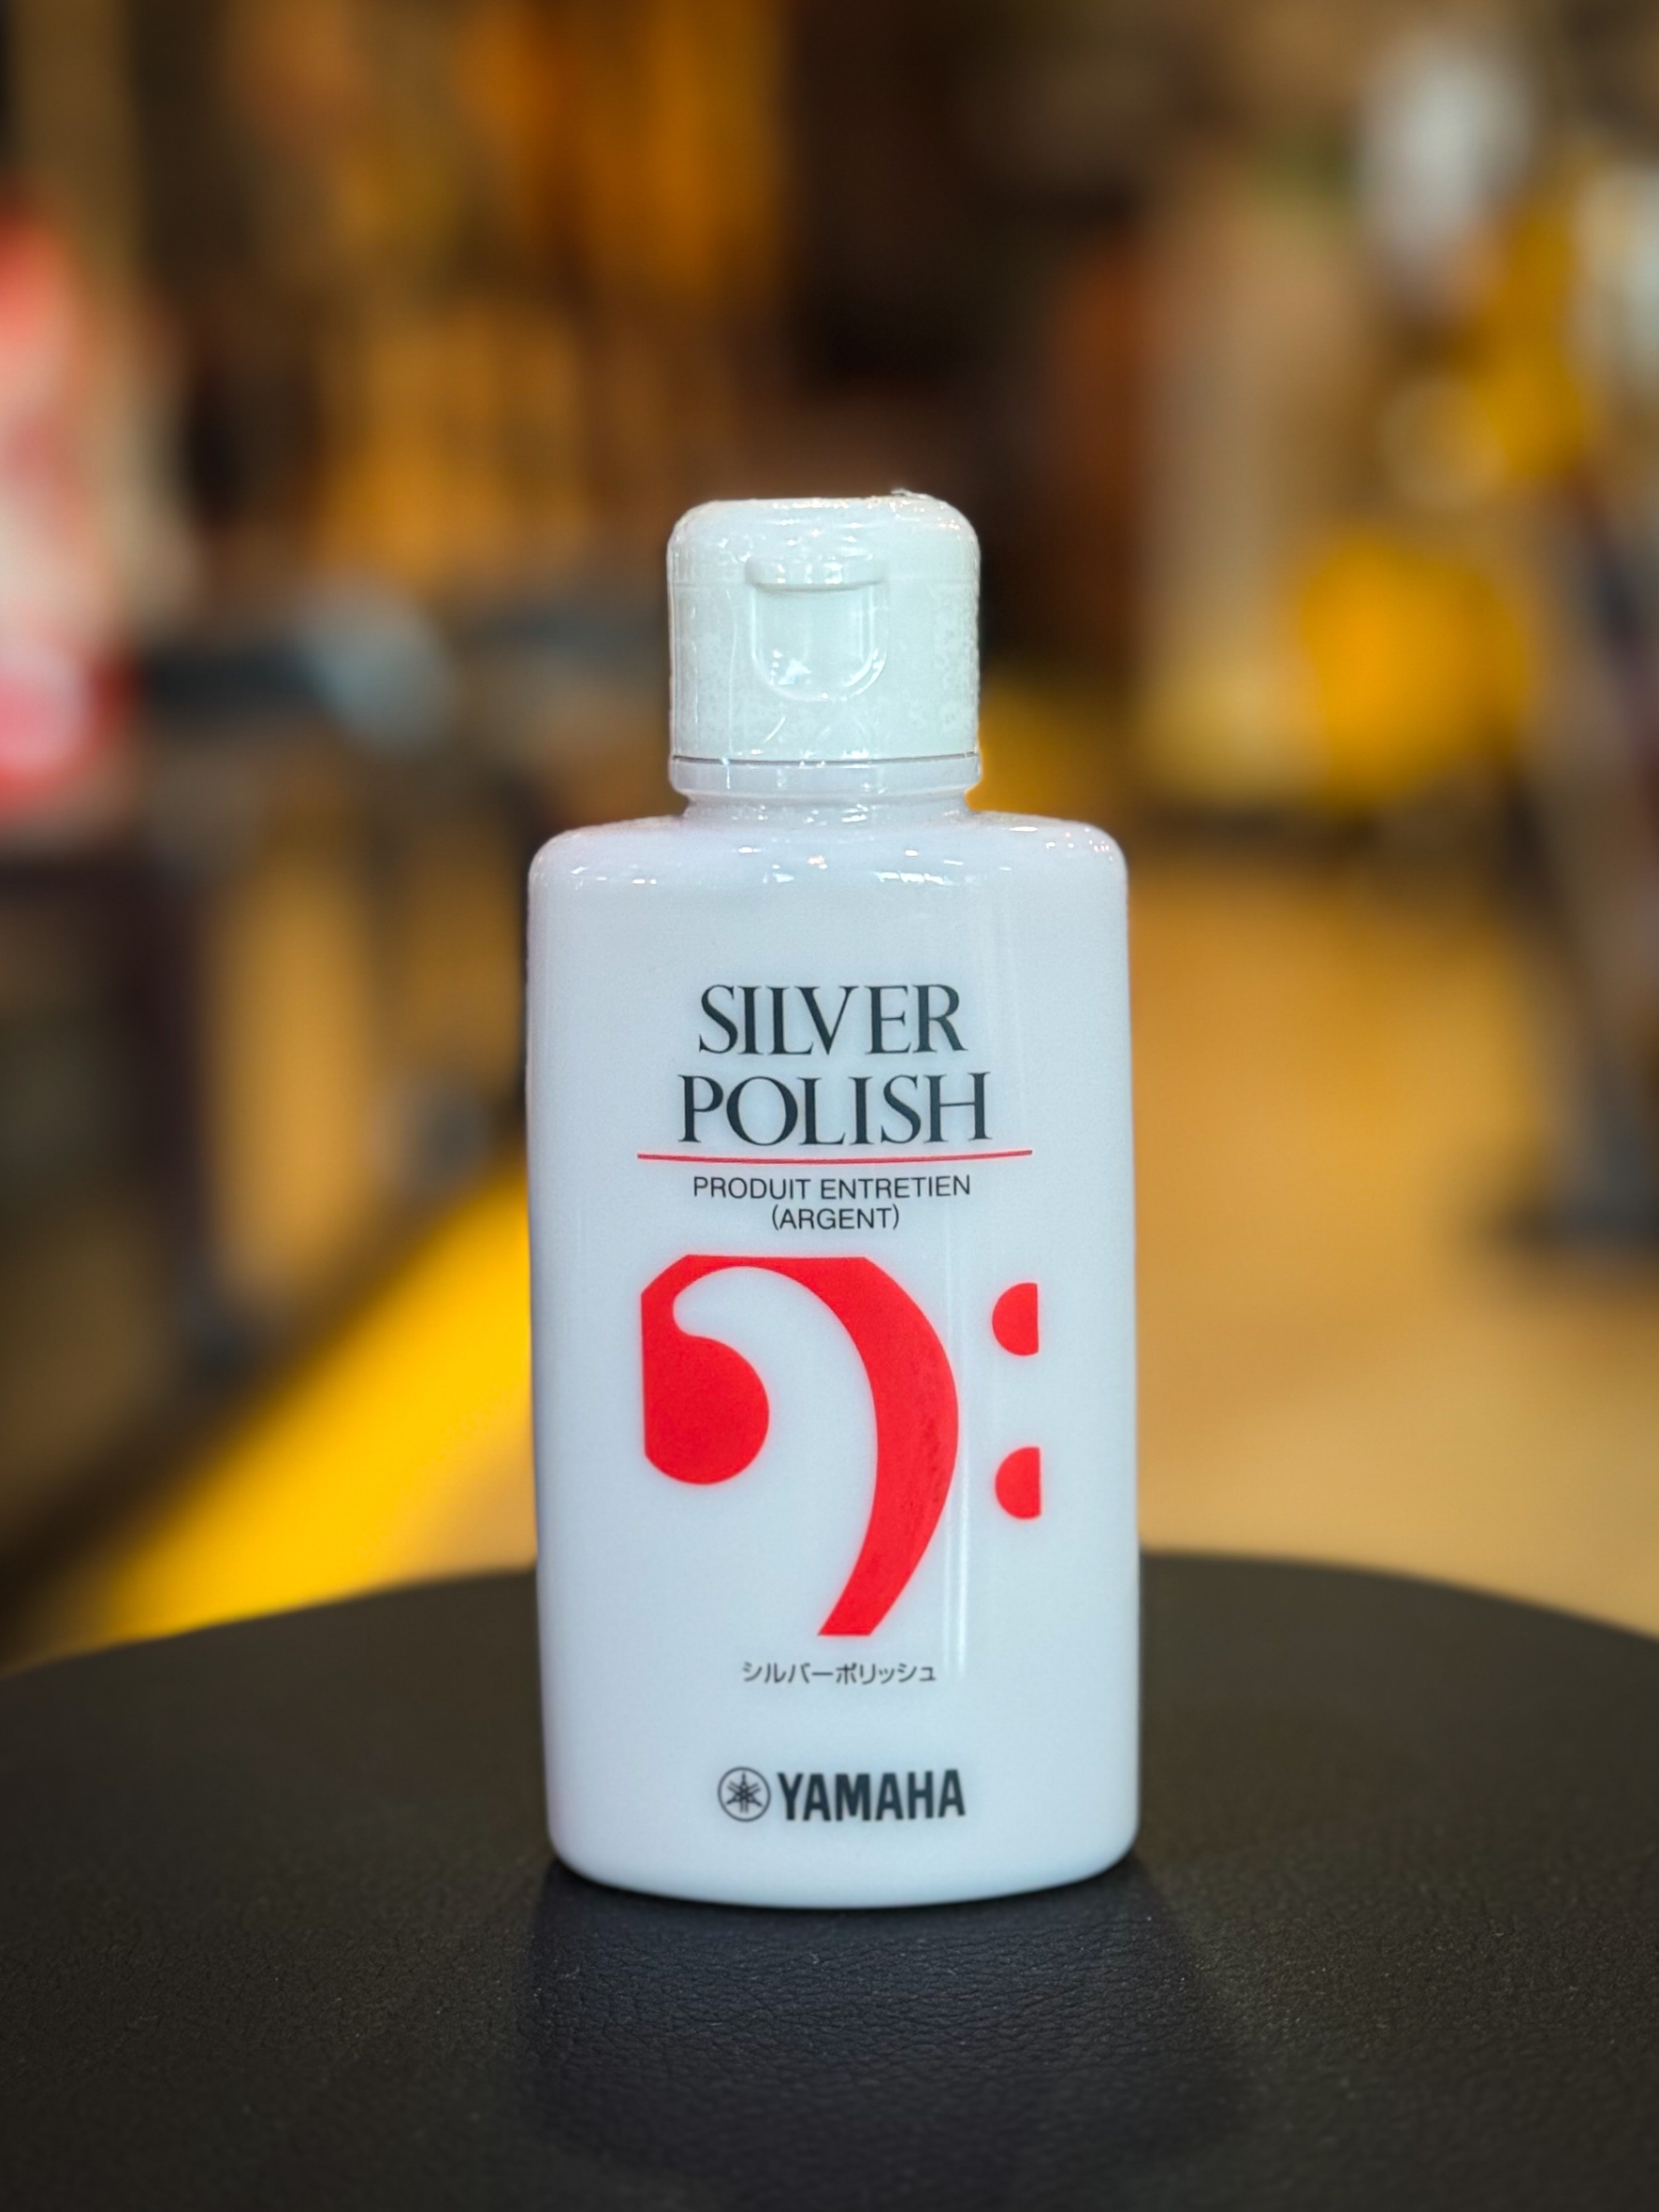 SILVER
POLISH
PRODUIT ENTRETIEN
(ARGENT)
シルバーポリッシュ
YAMAHA